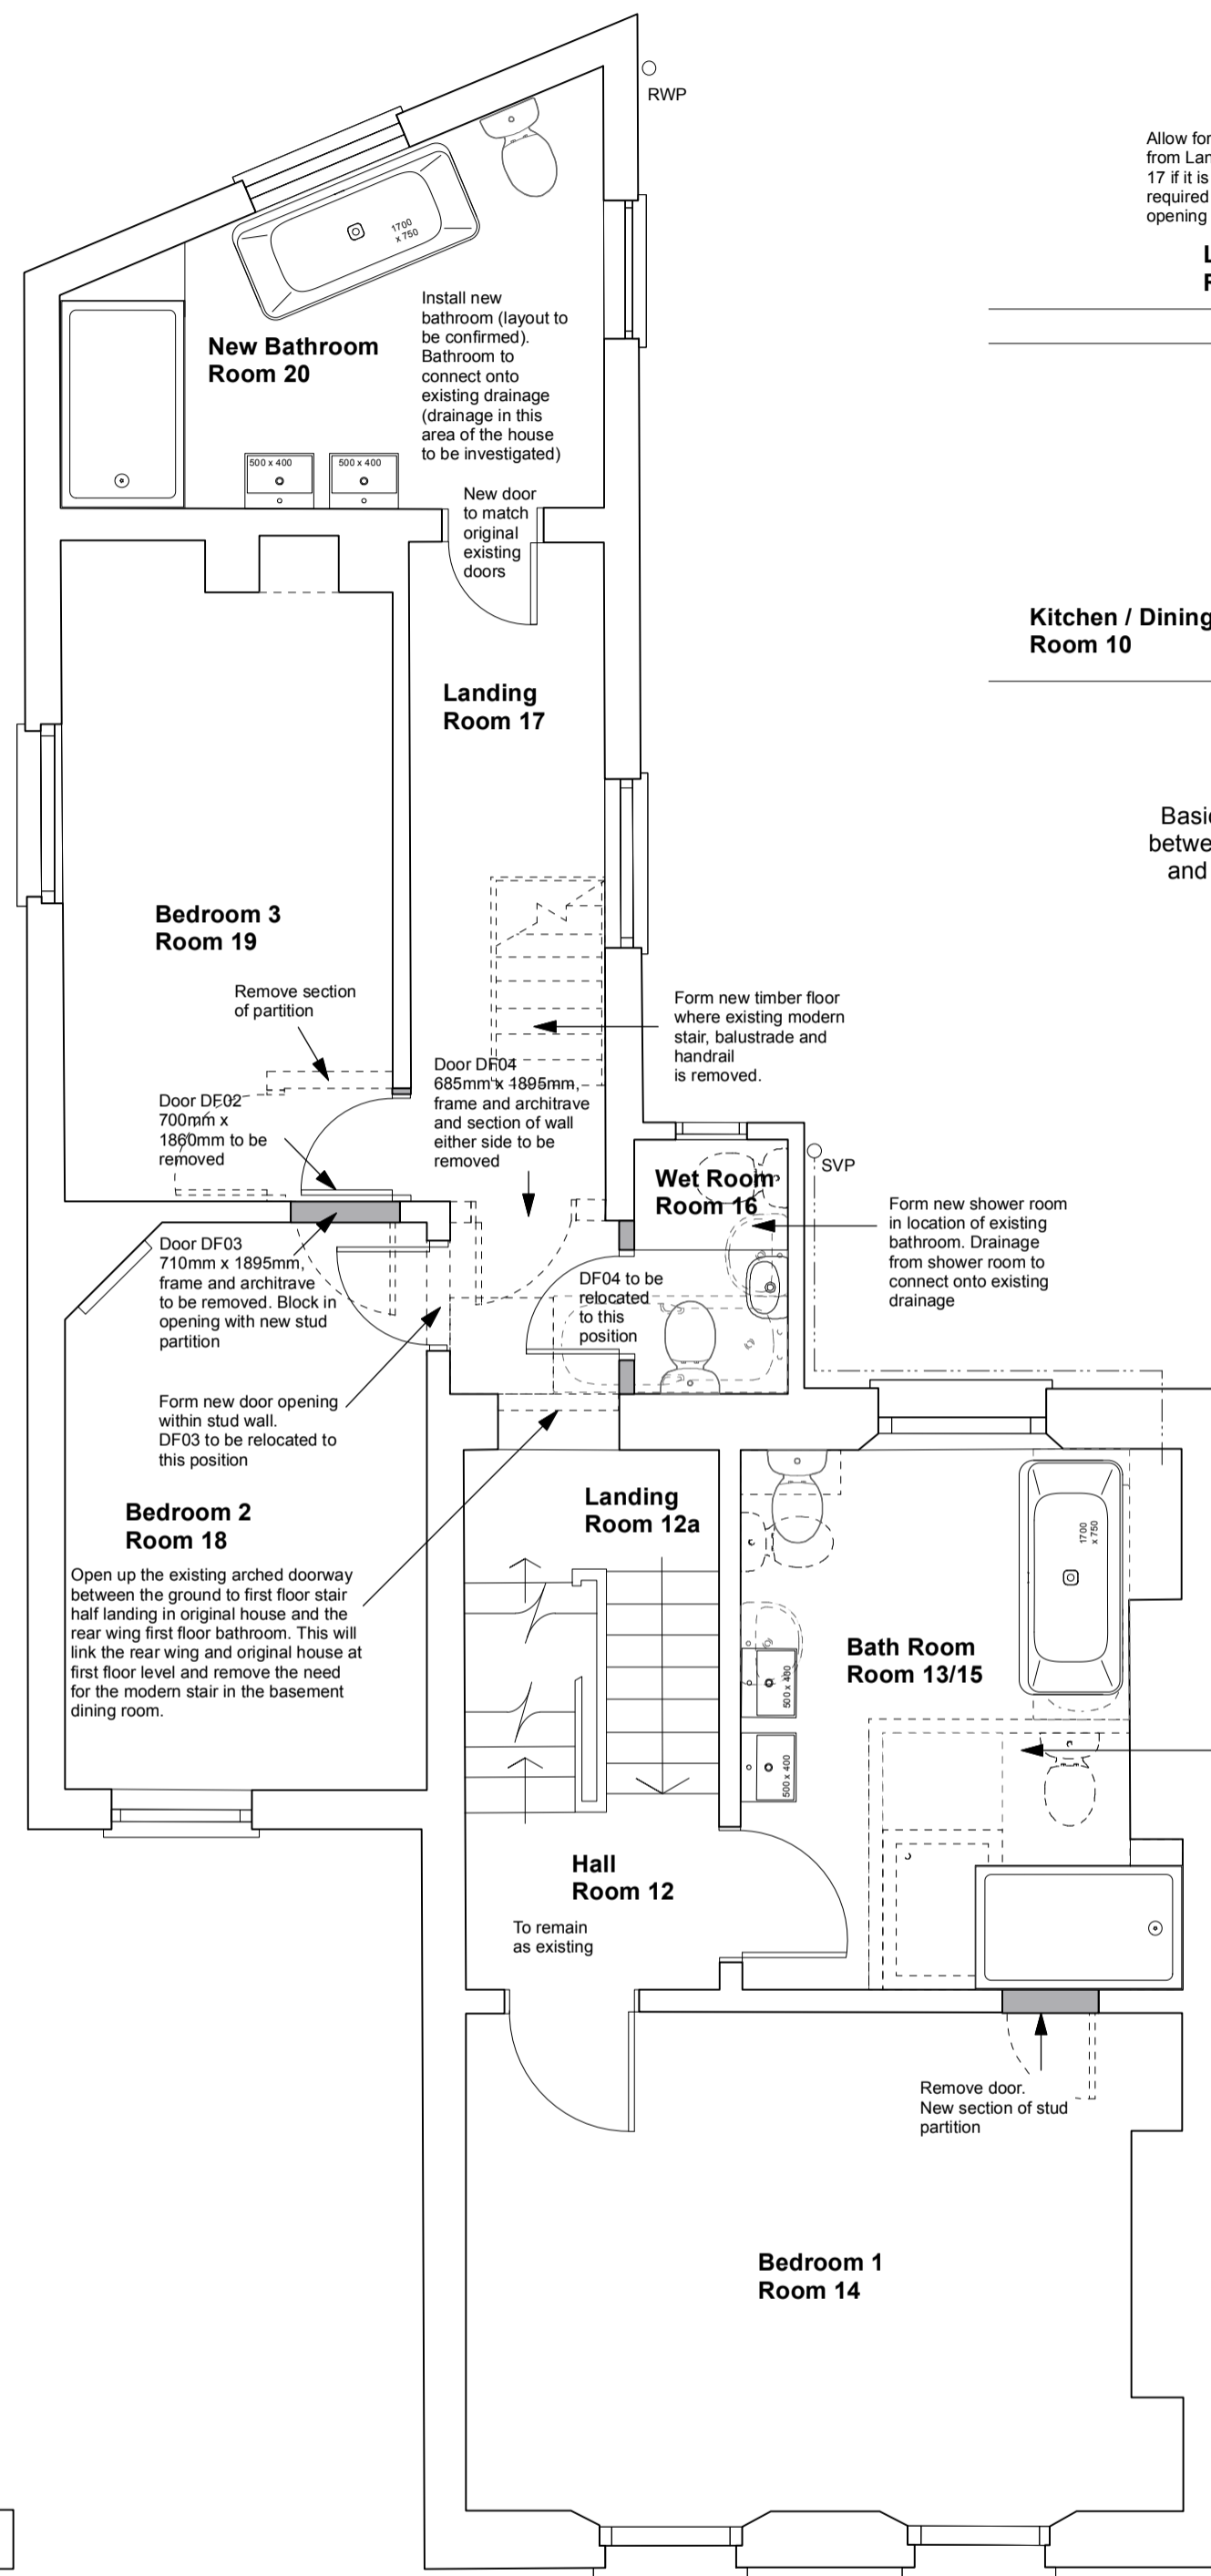 RWP
Allow for
from Lan
17 if it is
required
opening
1700
x 750
Install new
bathroom (layout to
be confirmed).
Bathroom to
connect onto
existing drainage
(drainage in this
area of the house
to be investigated)
New Bathroom
Room 20
500 x 400
500 x 400
New door
to match
original
existing
doors
Kitchen / Dining
Room 10
Landing
Room 17
Basi
betwe
and
Bedroom 3
Room 19
Remove section
of partition
Form new timber floor
where existing modern
stair, balustrade and
handrail
is removed.
Door DF04
685mm x 1895mm,
frame and architrave
and section of wall
either side to be
removed
Door DF02
700mm x
1860mm to be
removed
SVP
Wet Room
Room 16
Form new shower room
in location of existing
bathroom. Drainage
from shower room to
connect onto existing
drainage
Door DF03
710mm x 1895mm,
frame and architrave
to be removed. Block in
opening with new stud
partition
DF04 to be
relocated
to this
position
Form new door opening
within stud wall.
DF03 to be relocated to
this position
Bedroom 2
Room 18
Landing
Room 12a
1700
x 750
Open up the existing arched doorway
between the ground to first floor stair
half landing in original house and the
rear wing first floor bathroom. This will
link the rear wing and original house at
first floor level and remove the need
for the modern stair in the basement
dining room.
Bath Room
Room 13/15
500 x 400
500 x 400
Hall
Room 12
To remain
as existing
Remove door.
New section of stud
partition
Bedroom 1
Room 14